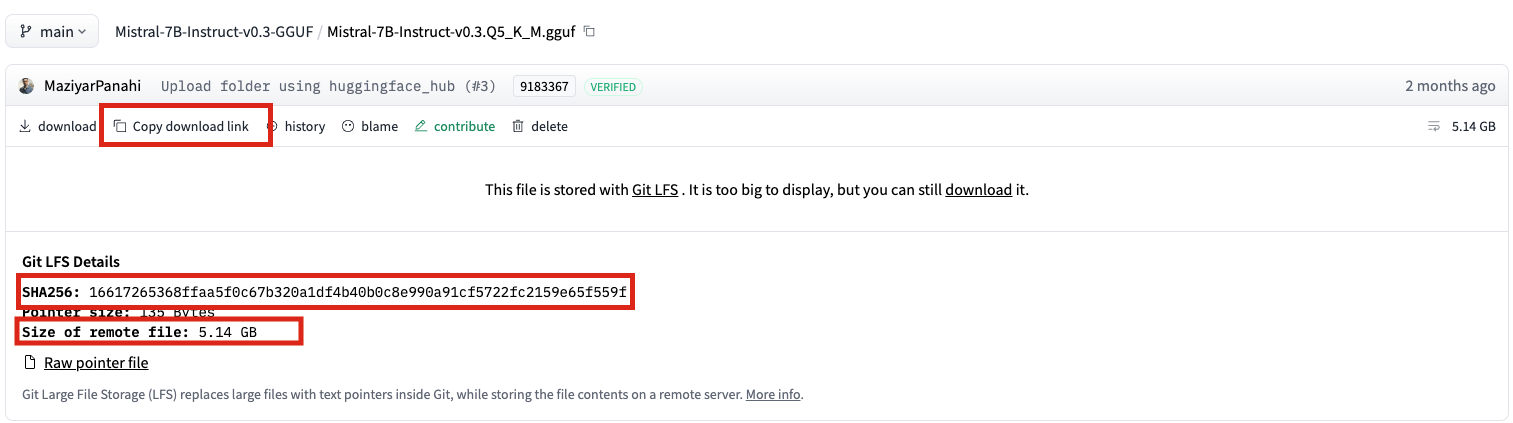 main Mistral-7B-Instruct-v0.3-GGUF / Mistral-7B-Instruct-v0.3.Q5_K_M.gguf
MaziyarPanahi Upload folder using huggingface_hub (#3) 9183367 VERIFIED 2 months ago
download Copy download link history blame contribute delete 5.14 GB
This file is stored with Git LFS . It is too big to display, but you can still download it.
Git LFS Details
SHA256: 16617265368ffaa5f0c67b320a1df4b40b0c8e990a91cf5722fc2159e65f559f
Pointer size: 135 Bytes
Size of remote file: 5.14 GB
Raw pointer file
Git Large File Storage (LFS) replaces large files with text pointers inside Git, while storing the file contents on a remote server. More info.